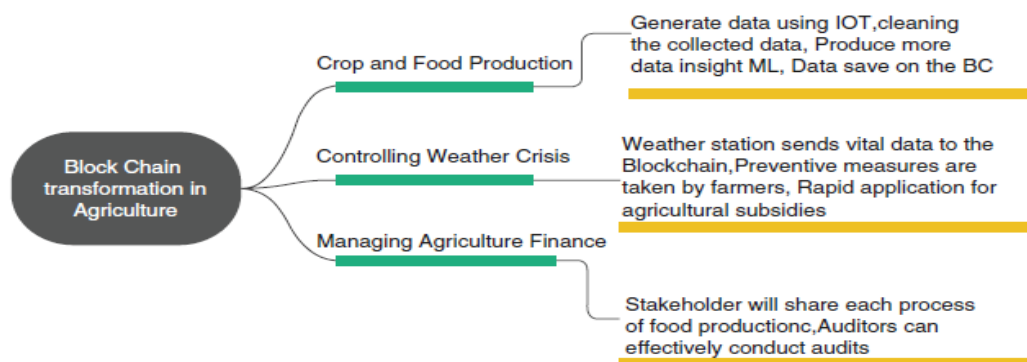 Block Chain
transformation in
Agriculture
Crop and Food Production
Generate data using IOT,cleaning
the collected data, Produce more
data insight ML, Data save on the BC
Controlling Weather Crisis
Weather station sends vital data to the
Blockchain,Preventive measures are
taken by farmers, Rapid application for
agricultural subsidies
Managing Agriculture Finance
Stakeholder will share each process
of food productionc,Auditors can
effectively conduct audits